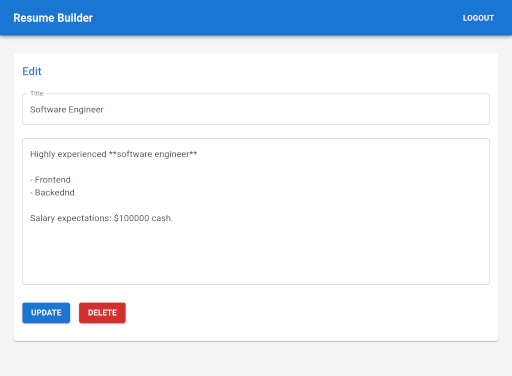 Resume Builder
LOGOUT
Edit
Title
Software Engineer
Highly experienced **software engineer**
- Frontend
- Backednd
Salary expectations: $100000 cash.
UPDATE
DELETE